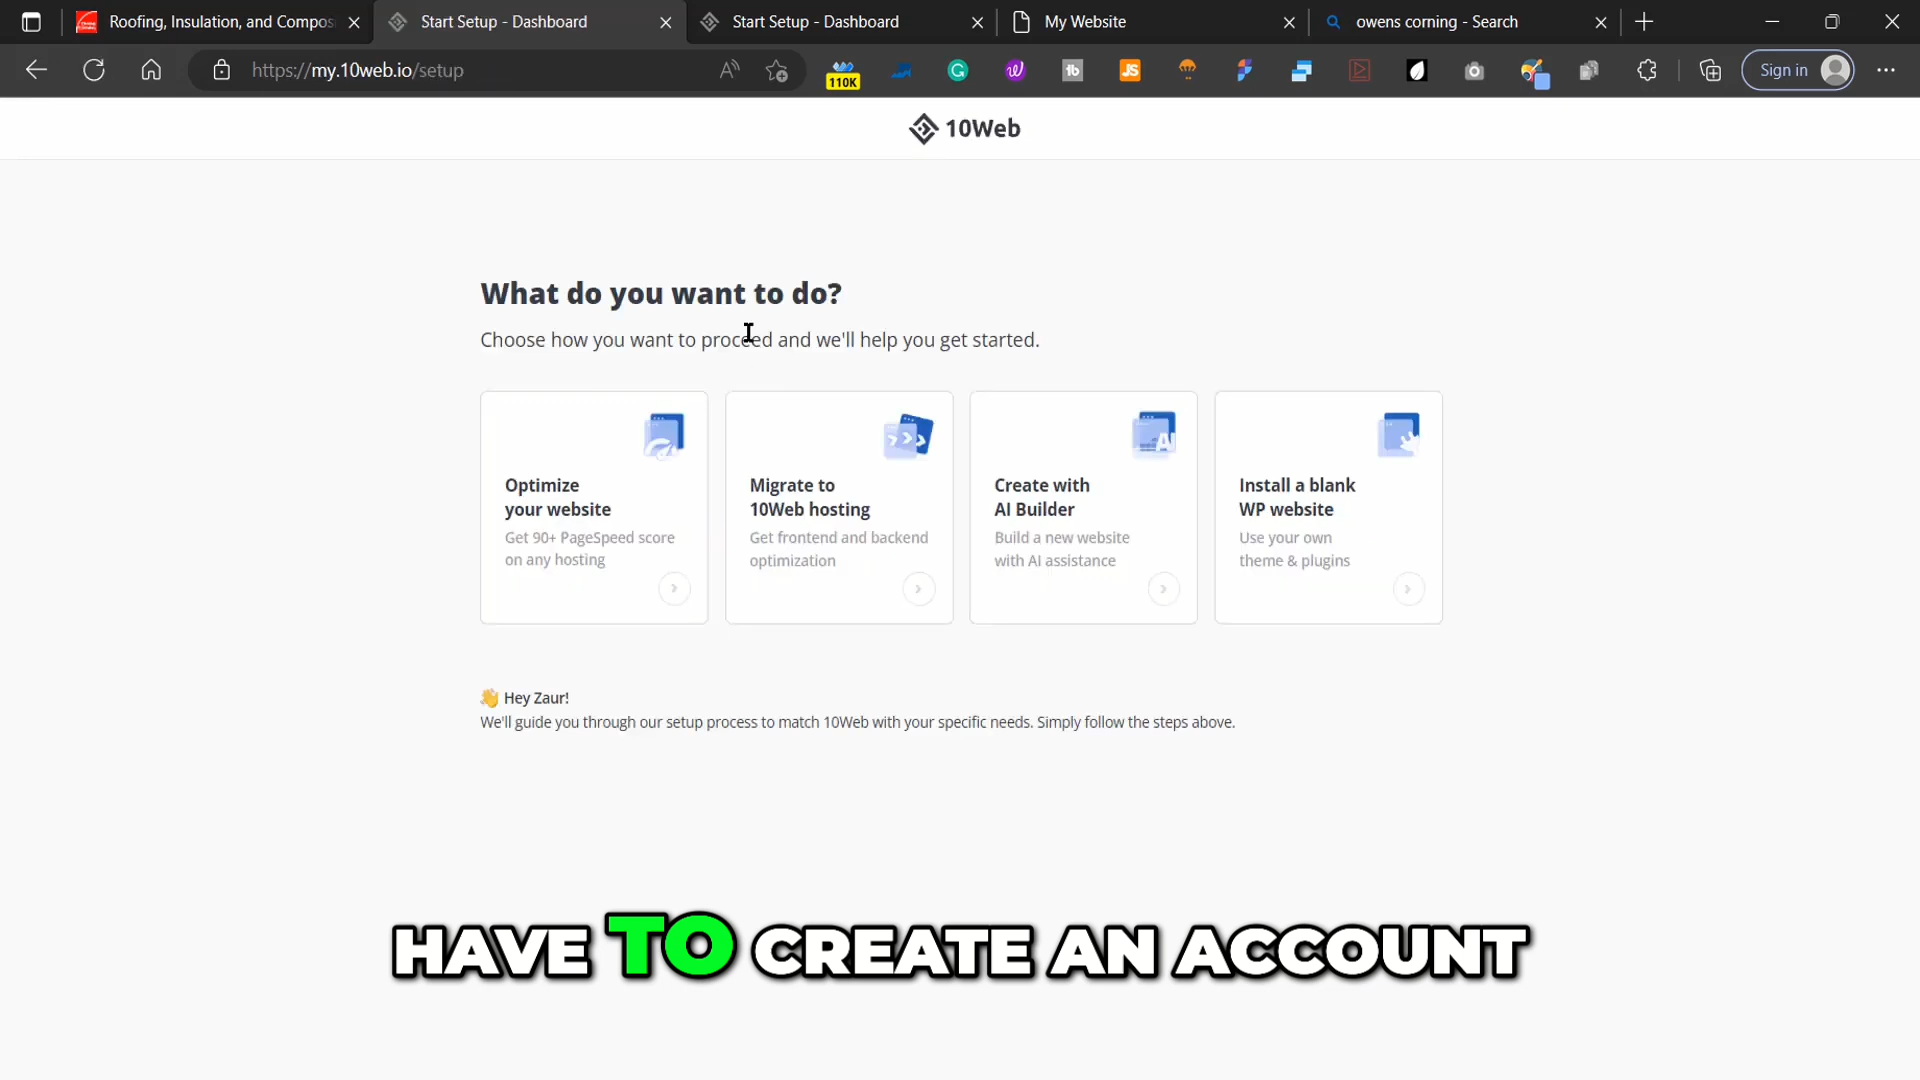 Roofing, Insulation, and Compos
Start Setup - Dashboard
Start Setup - Dashboard
My Website
owens corning - Search
https://my.10web.io/setup
110K
tb
JS
Sign in
10Web
What do you want to do?
Choose how you want to proceed and we'll help you get started.
Optimize
your website
Get 90+ PageSpeed score
on any hosting
Migrate to
10Web hosting
Get frontend and backend
optimization
AI
Create with
AI Builder
Build a new website
with AI assistance
Install a blank
WP website
Use your own
theme & plugins
Hey Zaur!
We'll guide you through our setup process to match 10Web with your specific needs. Simply follow the steps above.
HAVE TO CREATE AN ACCOUNT